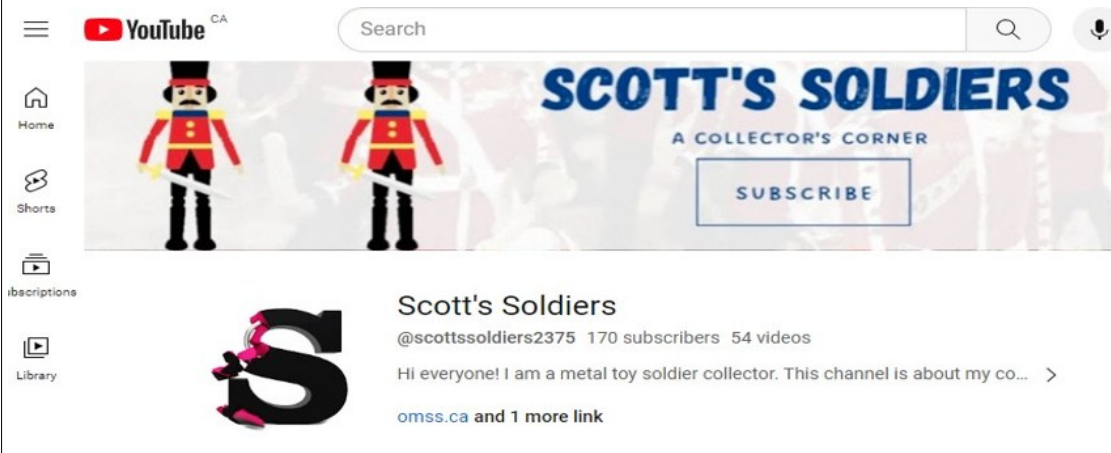 YouTube CA
Search
Home
Shorts
bscriptions
Library
SCOTT'S SOLDIERS
A COLLECTOR'S CORNER
SUBSCRIBE
S
Scott's Soldiers
@scottssoldiers2375 170 subscribers 54 videos
Hi everyone! I am a metal toy soldier collector. This channel is about my co...
omss.ca and 1 more link